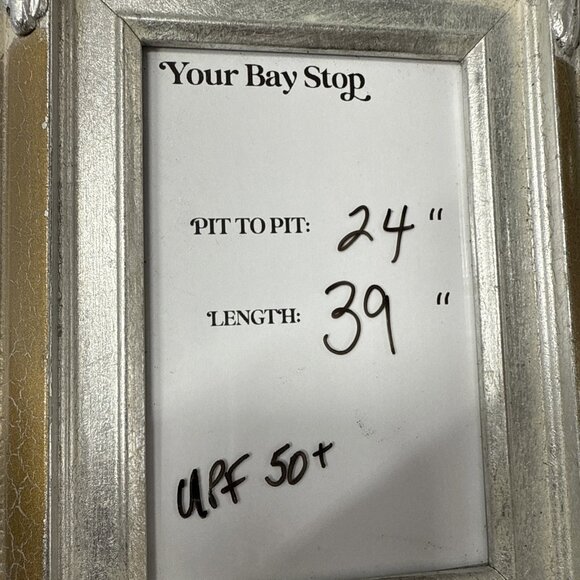 Your Bay Stop
PIT TO PIT: 24"
LENGTH: 39"
UPF 50+